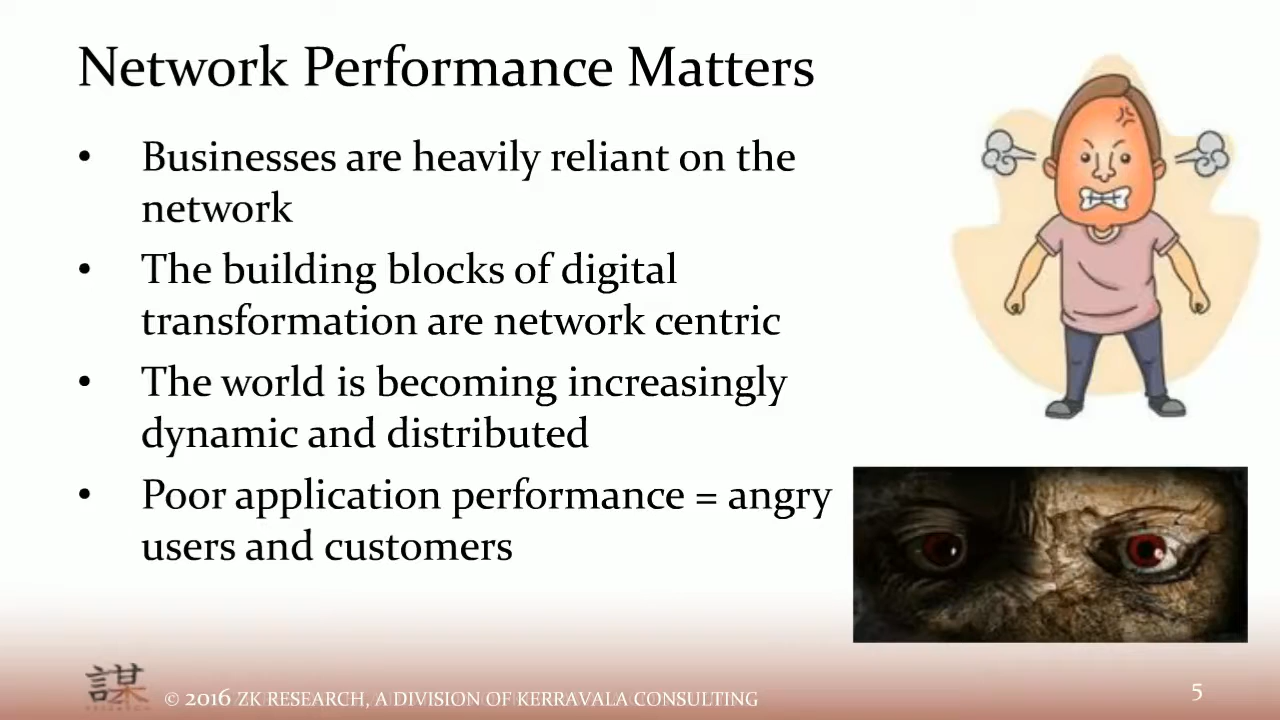 Network Performance Matters
• Businesses are heavily reliant on the
network
• The building blocks of digital
transformation are network centric
• The world is becoming increasingly
dynamic and distributed
• Poor application performance = angry
users and customers
謀
RESEARCH
© 2016 ZK RESEARCH, A DIVISION OF KERRAVALA CONSULTING
5